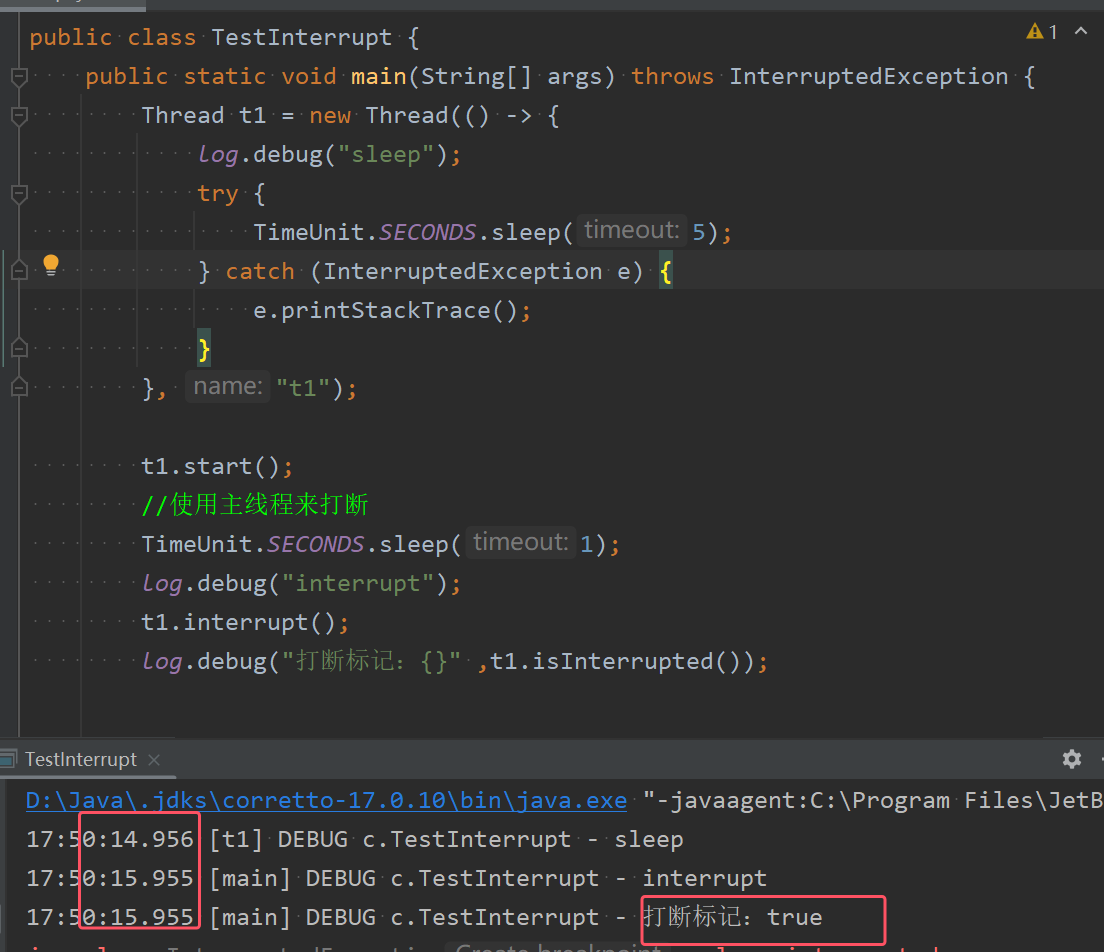 public class TestInterrupt {
1
public static void main(String[] args) throws InterruptedException {
Thread t1 = new Thread(() -> {
log.debug("sleep");
try {
TimeUnit.SECONDS.sleep( timeout: 5);
} catch (InterruptedException e) {
e.printStackTrace();
}
}, name: "t1");
t1.start();
//使用主线程来打断
TimeUnit.SECONDS.sleep( timeout: 1);
log.debug("interrupt");
t1.interrupt();
log.debug("打断标记：{}" ,t1.isInterrupted());
TestInterrupt
D:\Java\.jdks\corretto-17.0.10\bin\java.exe "-javaagent:C:\Program Files\JetB
17:50:14.956 [t1] DEBUG c.TestInterrupt - sleep
17:50:15.955 [main] DEBUG c.TestInterrupt - interrupt
17:50:15.955 [main] DEBUG c.TestInterrupt - 打断标记：true